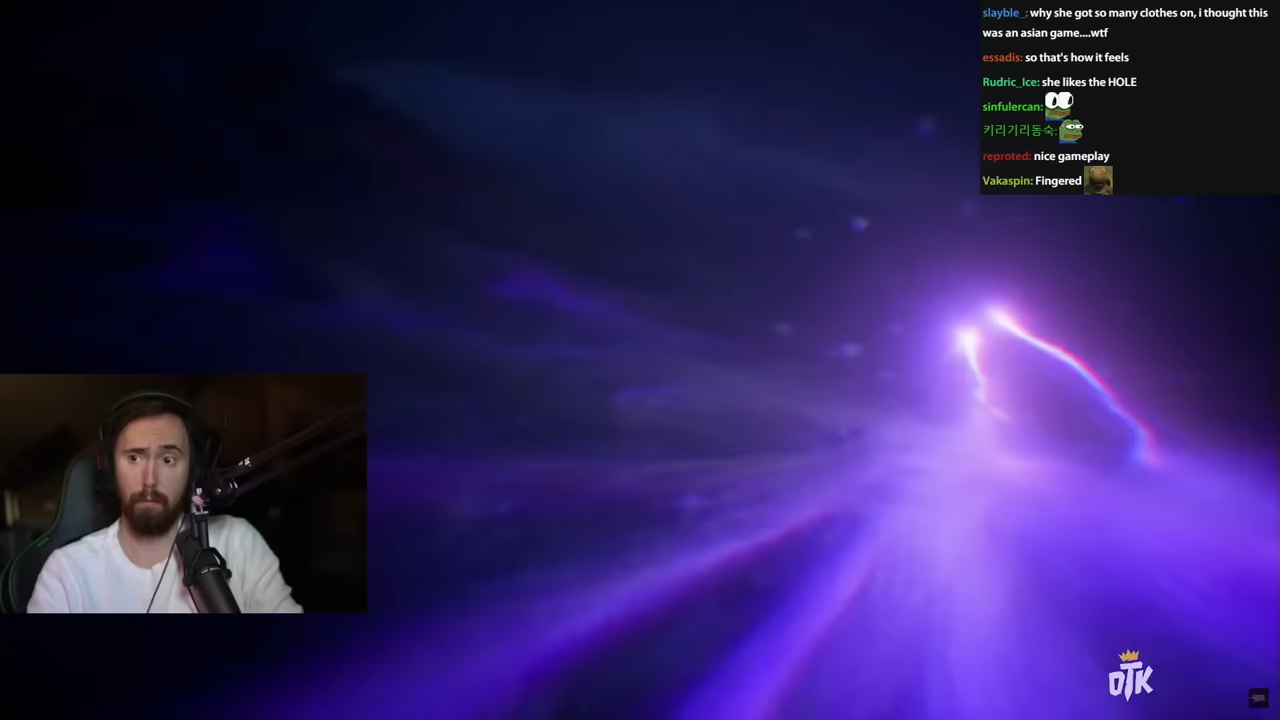 slayble_: why she got so many clothes on, i thought this
was an asian game....wtf
essadis: so that's how it feels
Rudric_Ice: she likes the HOLE
sinfulercan:
키리기리동숙:
reproted: nice gameplay
Vakaspin: Fingered
OTK